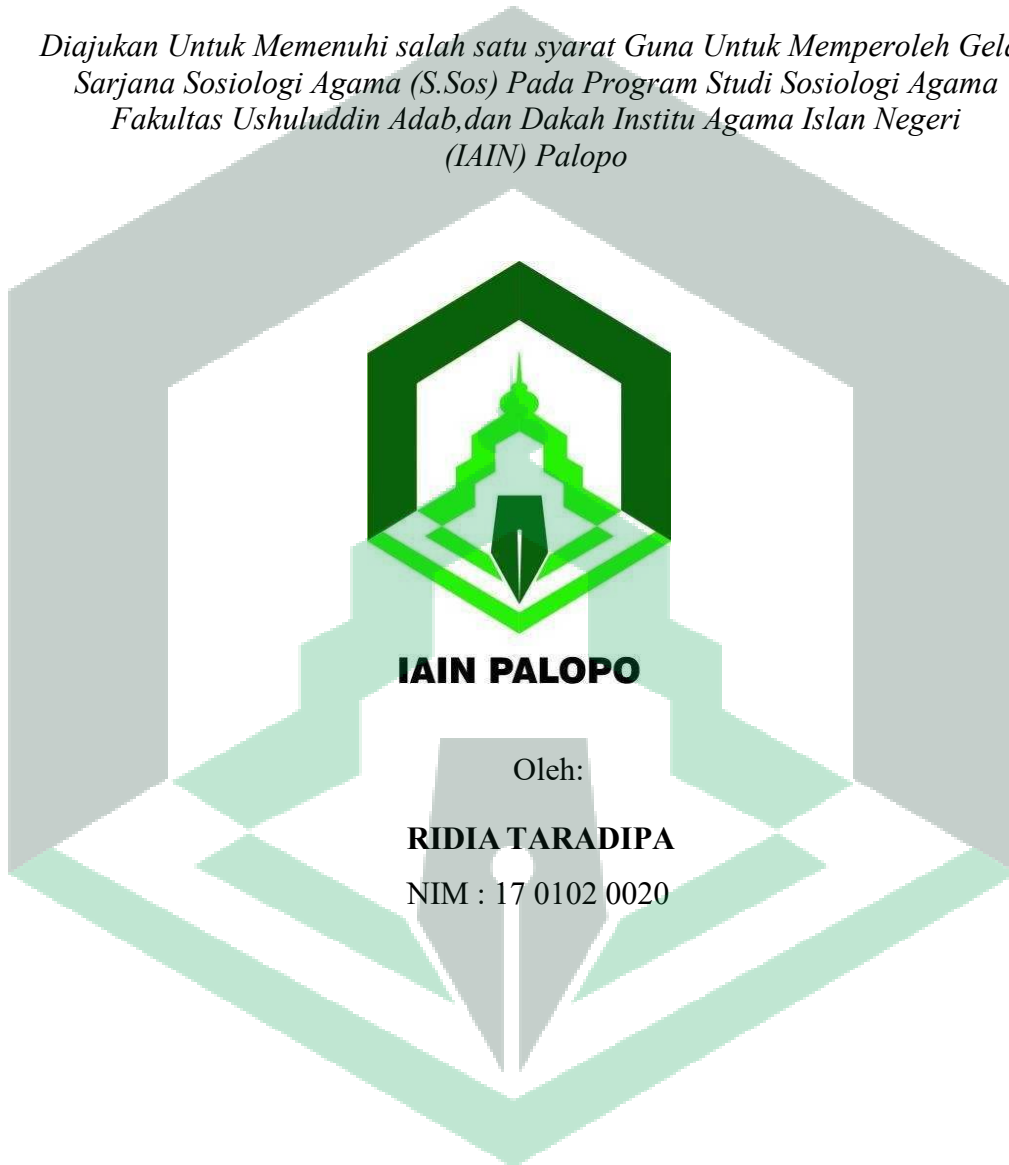 Diajukan Untuk Memenuhi salah satu syarat Guna Untuk Memperoleh Gela
Sarjana Sosiologi Agama (S.Sos) Pada Program Studi Sosiologi Agama
Fakultas Ushuluddin Adab,dan Dakah Institu Agama Islan Negeri
(IAIN) Palopo
IAIN PALOPO
Oleh:
RIDIA TARADIPA
NIM : 17 0102 0020